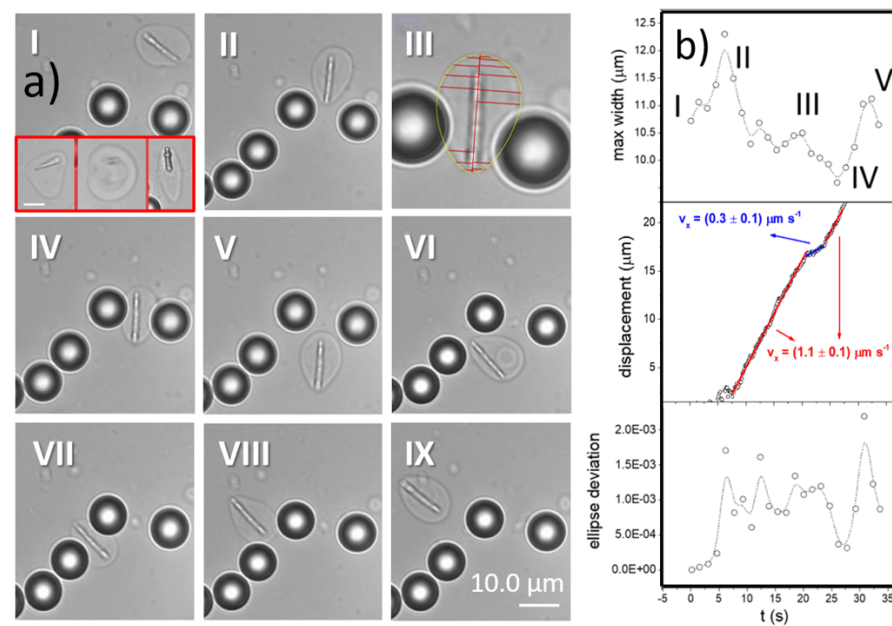 a)
I
II
III
IV
V
VI
VII
VIII
IX
10.0 µm
b)
max width (µm)
12.5
12.0
11.5
11.0
10.5
10.0
I
II
III
IV
V
displacement (µm)
20
15
10
5
vₓ = (0.3 ± 0.1) µm s⁻¹
vₓ = (1.1 ± 0.1) µm s⁻¹
ellipse deviation
2.0E-03
1.5E-03
1.0E-03
5.0E-04
0.0E+00
-5 0 5 10 15 20 25 30 35
t (s)